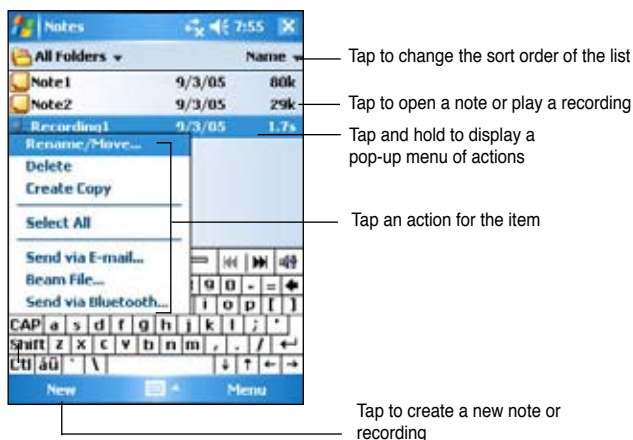 Notes 7:55
All Folders Name
Tap to change the sort order of the list
Note1 9/3/05 80k
Note2 9/3/05 29k
Tap to open a note or play a recording
Recording1 9/3/05 1.7s
Tap and hold to display a
pop-up menu of actions
Rename/Move...
Delete
Create Copy
Select All
Tap an action for the item
Send via E-mail...
Beam File...
Send via Bluetooth...
9 0 - =
i o p [ ]
CAP a s d f g h j k l ; '
Shift z x c v b n m , . /
Ctl áü ` \
New Menu
Tap to create a new note or
recording